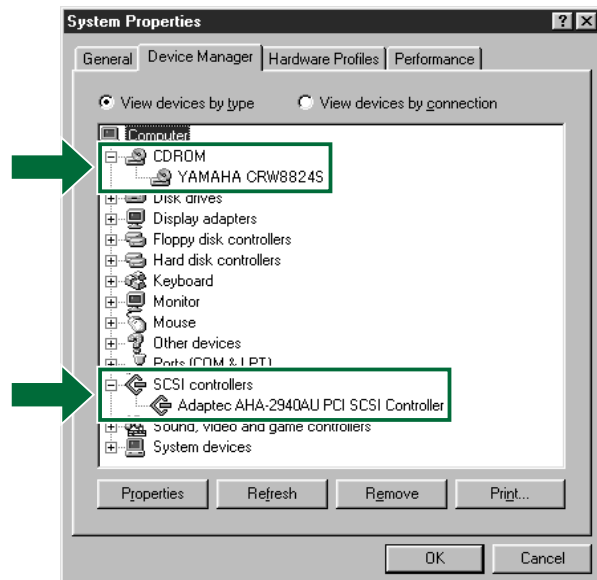 System Properties
General Device Manager Hardware Profiles Performance
View devices by type View devices by connection
Computer
CDROM
YAMAHA CRW8824S
Disk drives
Display adapters
Floppy disk controllers
Hard disk controllers
Keyboard
Monitor
Mouse
Other devices
Ports (COM & LPT)
SCSI controllers
Adaptec AHA-2940AU PCI SCSI Controller
Sound, video and game controllers
System devices
Properties Refresh Remove Print...
OK Cancel